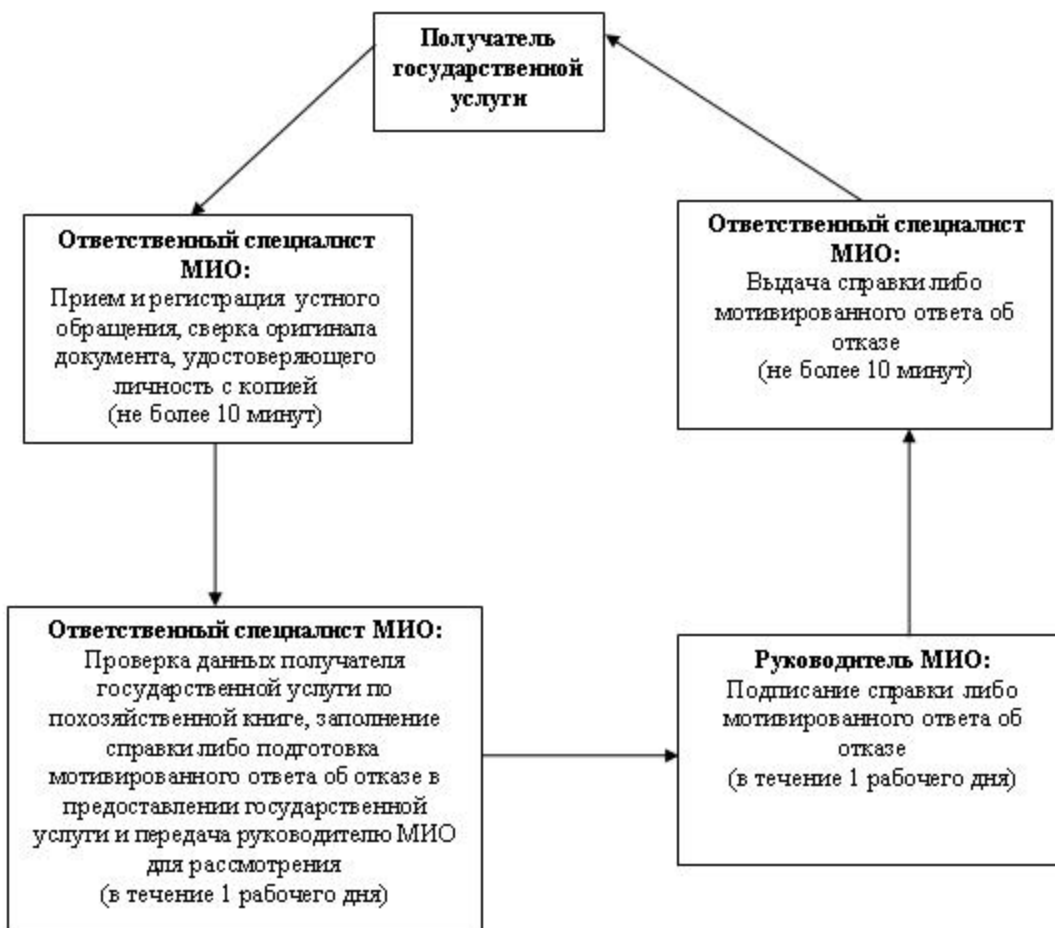 Получатель
государственной
услуги
Ответственный специалист
МИО:
Прием и регистрация устного
обращения, сверка оригинала
документа, удостоверяющего
личность с копией
(не более 10 минут)
Ответственный специалист МИО:
Проверка данных получателя
государственной услуги по
похозяйственной книге, заполнение
справки либо подготовка
мотивированного ответа об отказе в
предоставлении государственной
услуги и передача руководителю МИО
для рассмотрения
(в течение 1 рабочего дня)
Руководитель МИО:
Подписание справки либо
мотивированного ответа об
отказе
(в течение 1 рабочего дня)
Ответственный специалист
МИО:
Выдача справки либо
мотивированного ответа об
отказе
(не более 10 минут)